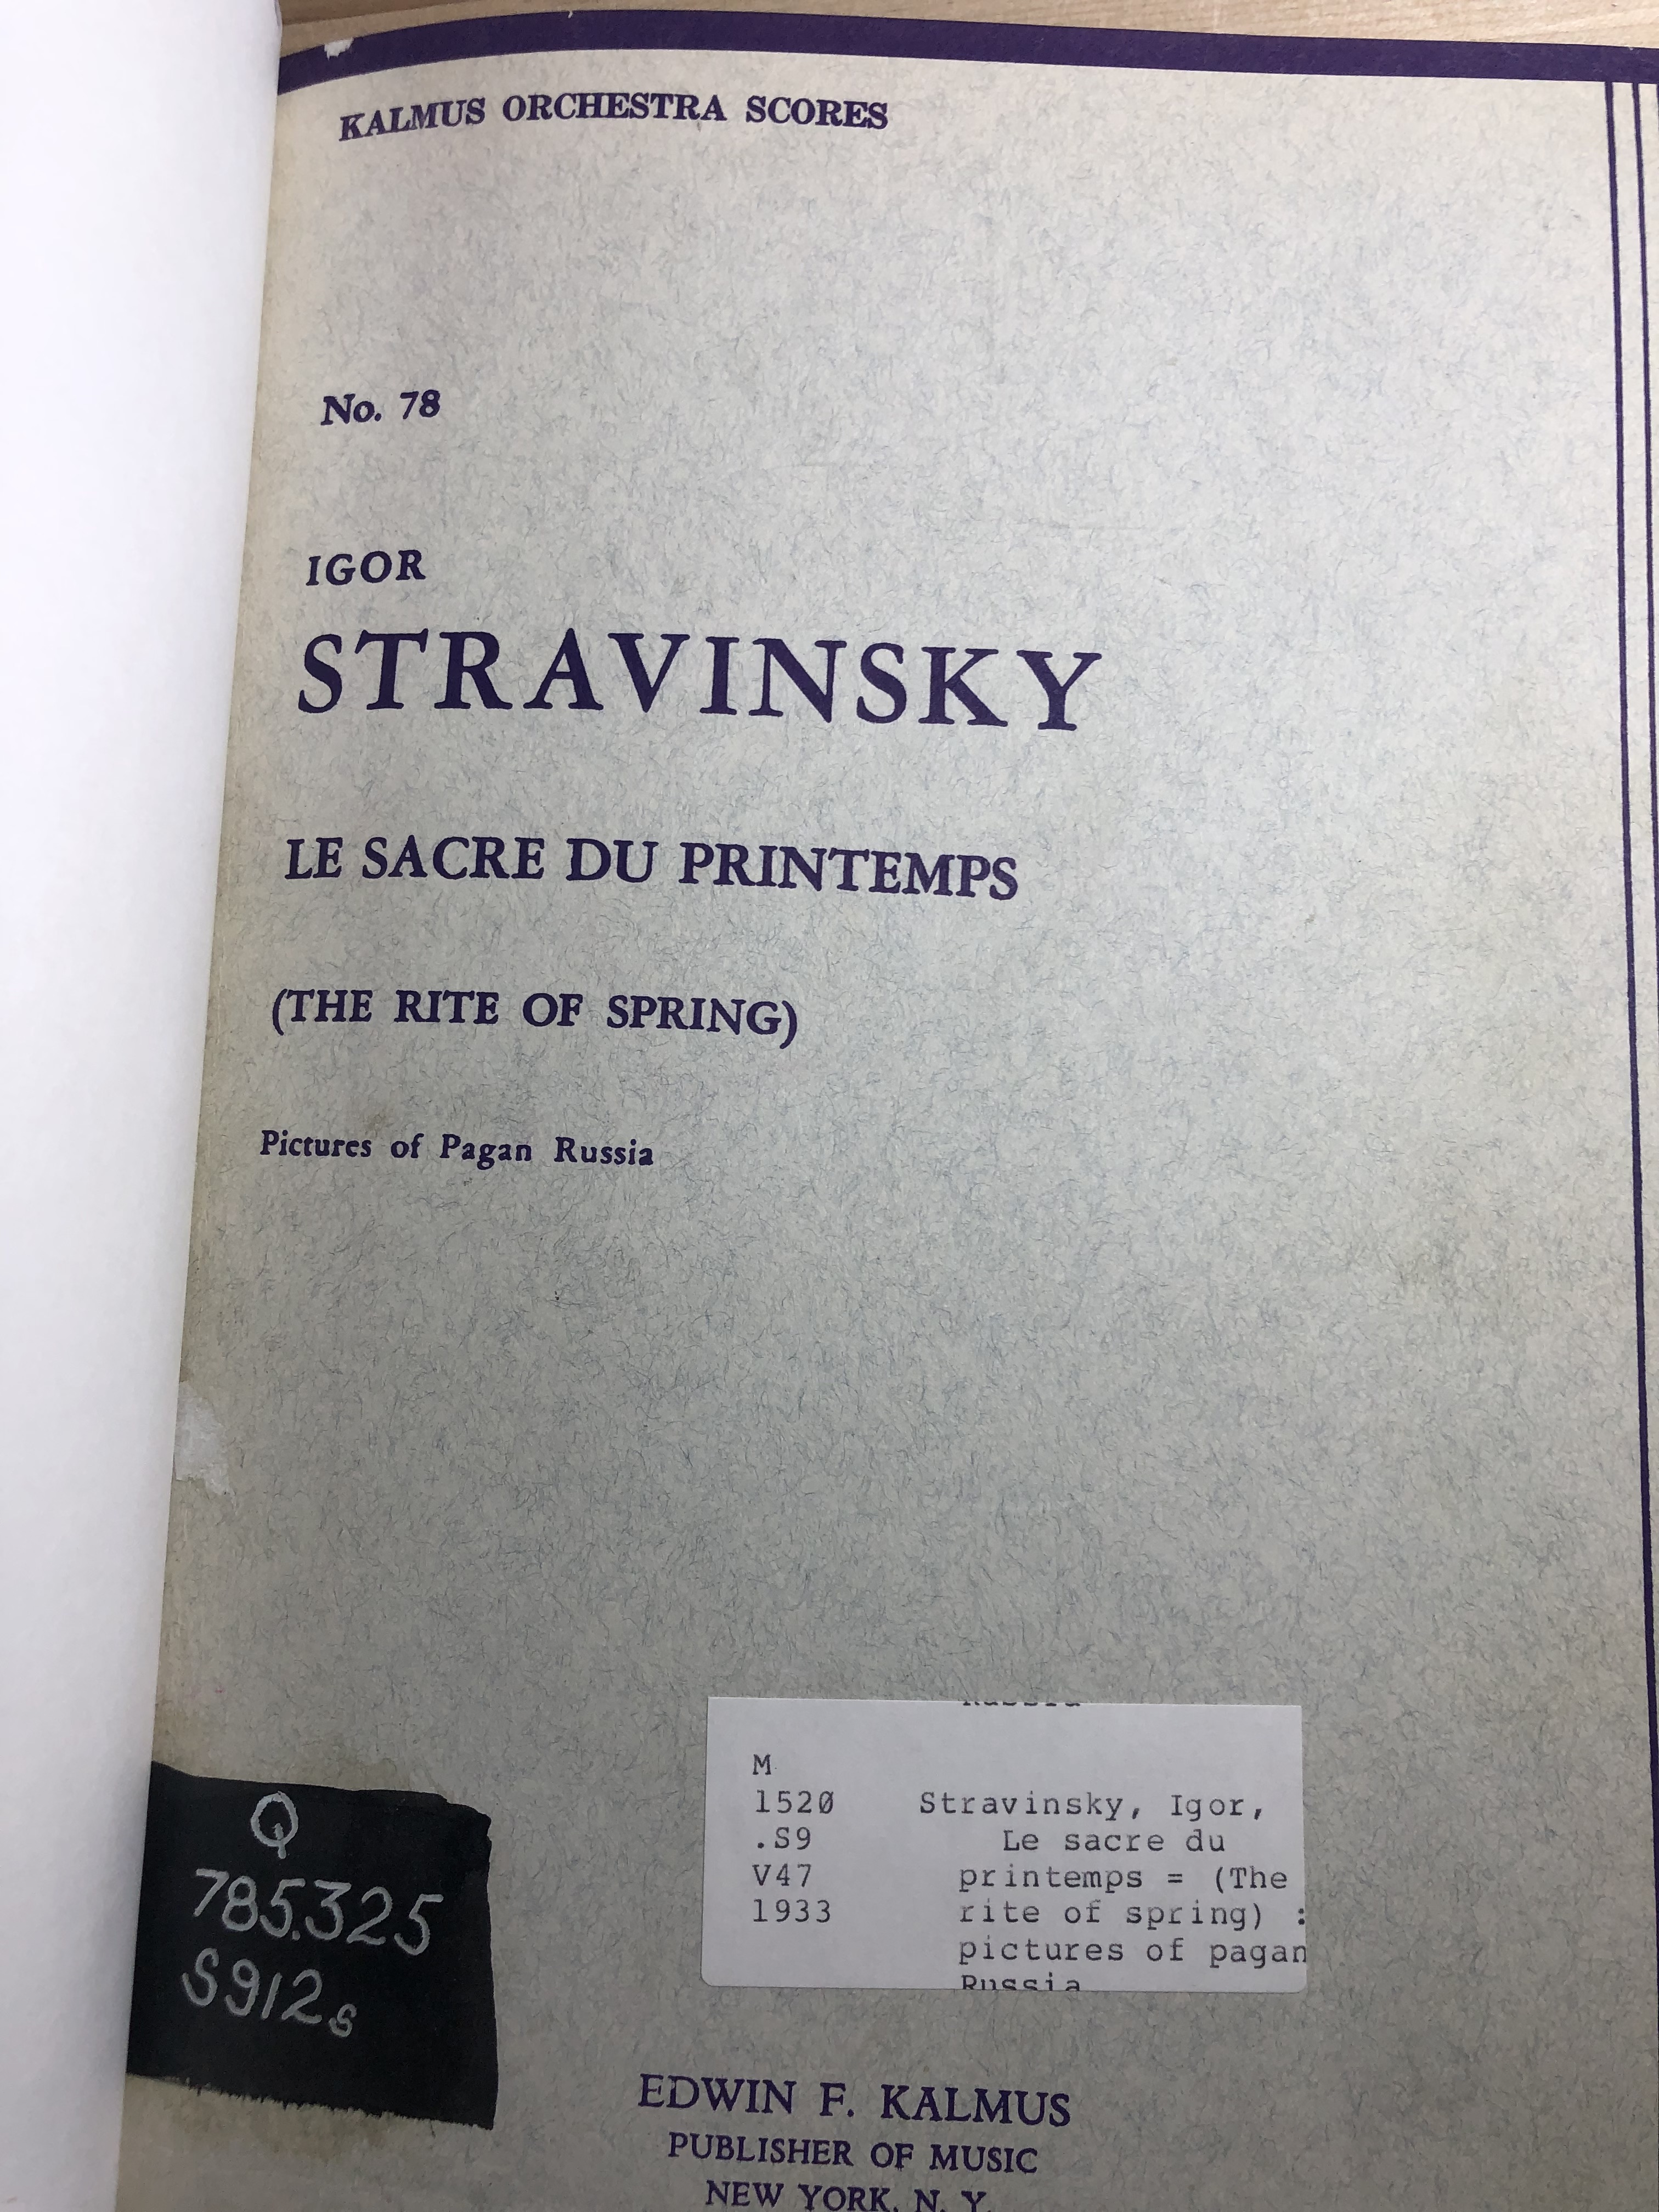 KALMUS ORCHESTRA SCORES
No. 78
IGOR
STRAVINSKY
LE SACRE DU PRINTEMPS
(THE RITE OF SPRING)
Pictures of Pagan Russia
Russia
M
1520 Stravinsky, Igor,
.S9 Le sacre du
V47 printemps = (The
1933 rite of spring) :
pictures of pagan
Russia
Q
785.325
S912s
EDWIN F. KALMUS
PUBLISHER OF MUSIC
NEW YORK, N. Y.